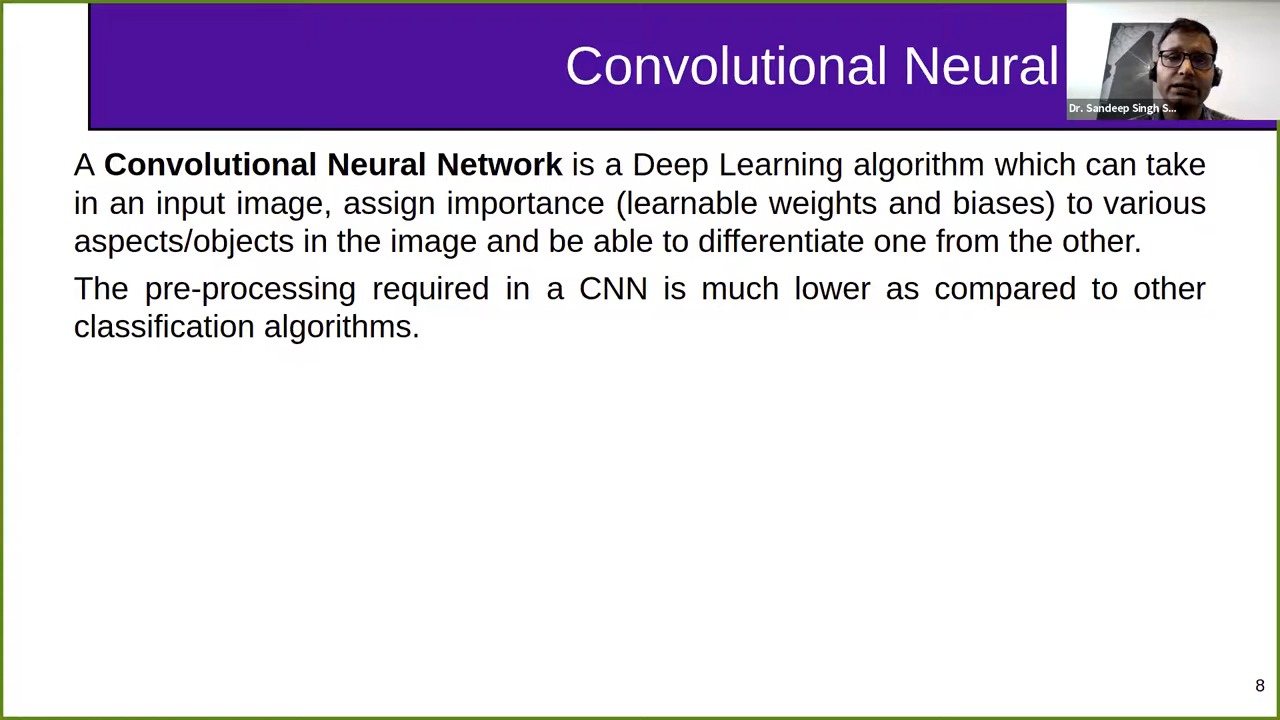 Convolutional Neural
Dr. Sandeep Singh S...
A Convolutional Neural Network is a Deep Learning algorithm which can take
in an input image, assign importance (learnable weights and biases) to various
aspects/objects in the image and be able to differentiate one from the other.
The pre-processing required in a CNN is much lower as compared to other
classification algorithms.
8